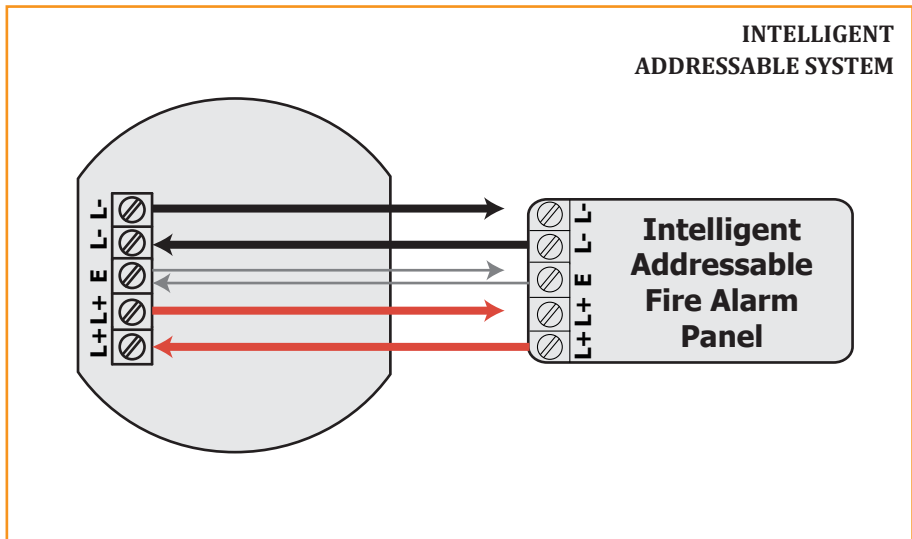 INTELLIGENT
ADDRESSABLE SYSTEM
L-
L-
E
L+
L+
L-
L-
E
L+
L+
Intelligent
Addressable
Fire Alarm
Panel